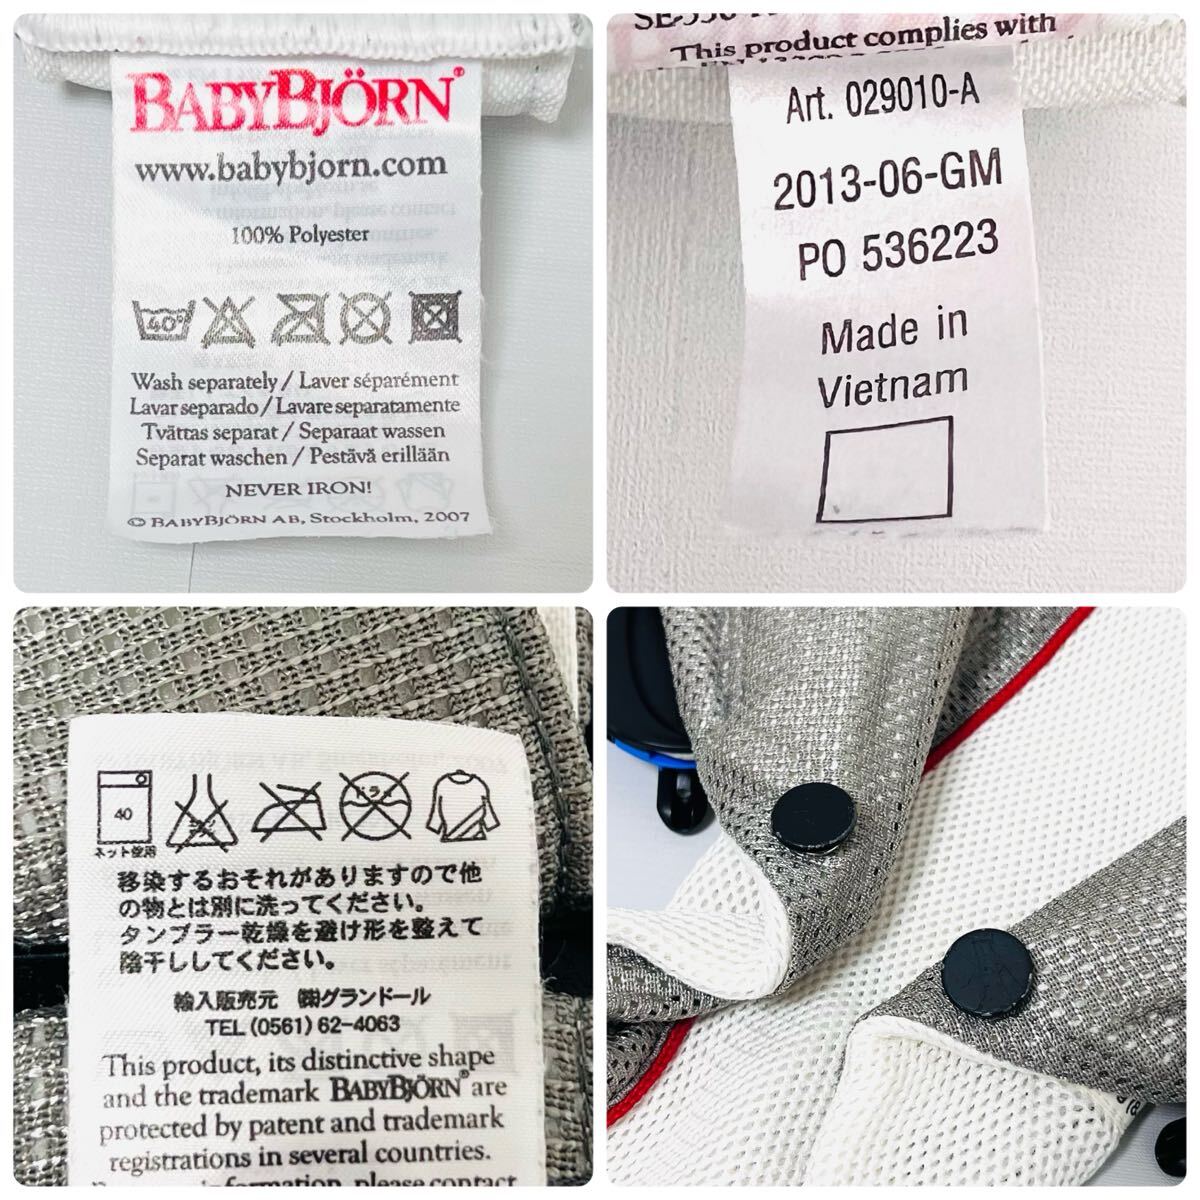 BABYBJÖRN®
www.babybjorn.com
100% Polyester
40°
Wash separately / Laver séparément
Lavar separado / Lavare separatamente
Tvättas separat / Separaat wassen
Separat waschen / Pestävä erillään
NEVER IRON!
© BABYBJÖRN AB, Stockholm, 2007
This product complies with
Art. 029010-A
2013-06-GM
PO 536223
Made in
Vietnam
40
ドライ
ネット使用
移染するおそれがありますので他
の物とは別に洗ってください。
タンブラー乾燥を避け形を整えて
陰干ししてください。
輸入販売元 ㈱グランドール
TEL (0561) 62-4063
This product, its distinctive shape
and the trademark BABYBJÖRN® are
protected by patent and trademark
registrations in several countries.
information, please contact